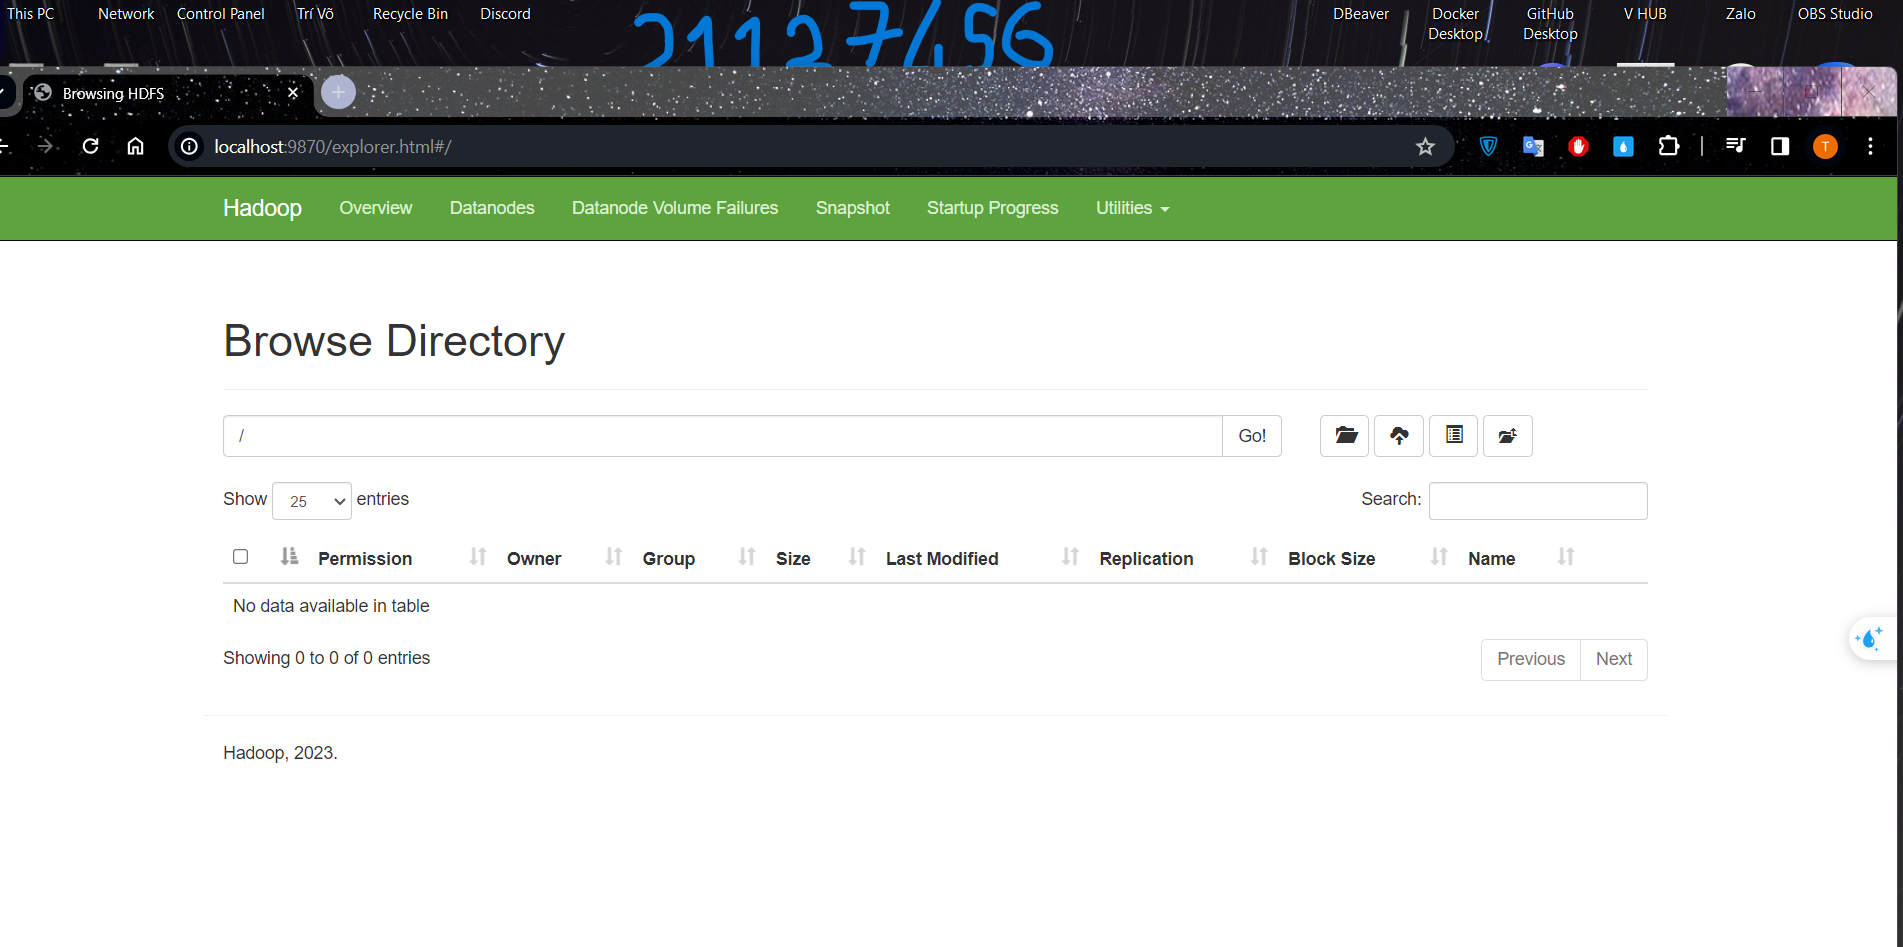 This PC Network Control Panel Trí Võ Recycle Bin Discord DBeaver Docker Desktop GitHub Desktop V HUB Zalo OBS Studio
Browsing HDFS
localhost:9870/explorer.html#/
T
Hadoop Overview Datanodes Datanode Volume Failures Snapshot Startup Progress Utilities
Browse Directory
/ Go!
Show 25 entries Search:
Permission Owner Group Size Last Modified Replication Block Size Name
No data available in table
Showing 0 to 0 of 0 entries Previous Next
Hadoop, 2023.